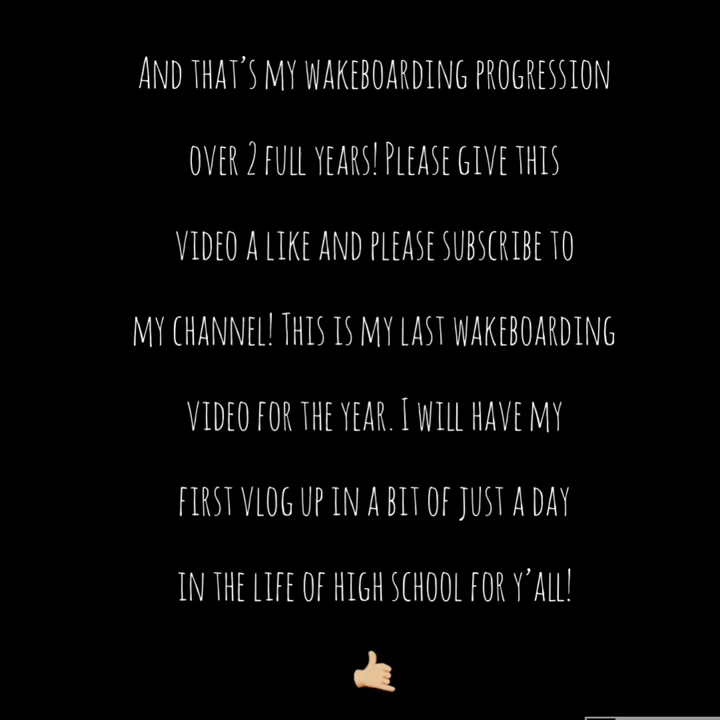 And that’s my wakeboarding progression
over 2 full years! Please give this
video a like and please subscribe to
my channel! This is my last wakeboarding
video for the year. I will have my
first vlog up in a bit of just a day
in the life of high school for y’all!
🤙🏼